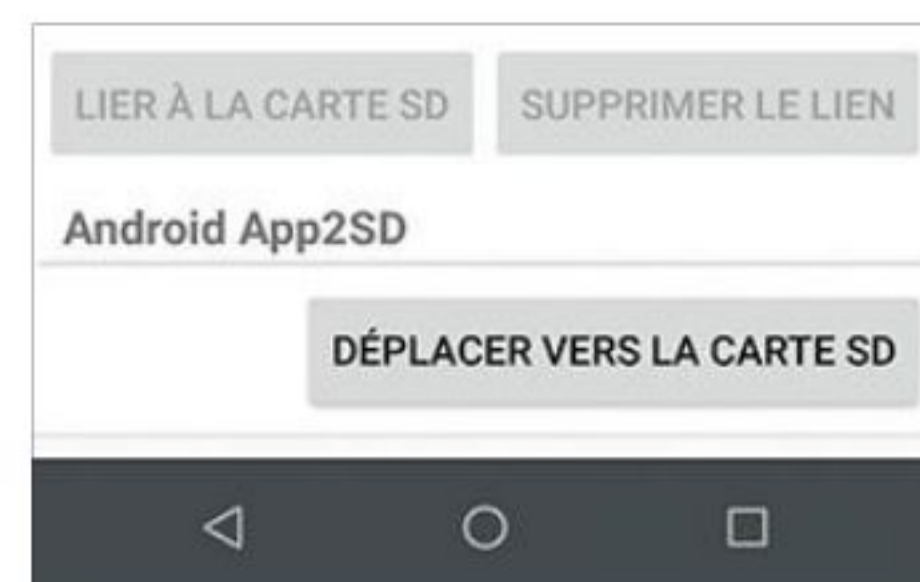 LIER À LA CARTE SD SUPPRIMER LE LIEN
Android App2SD
DÉPLACER VERS LA CARTE SD